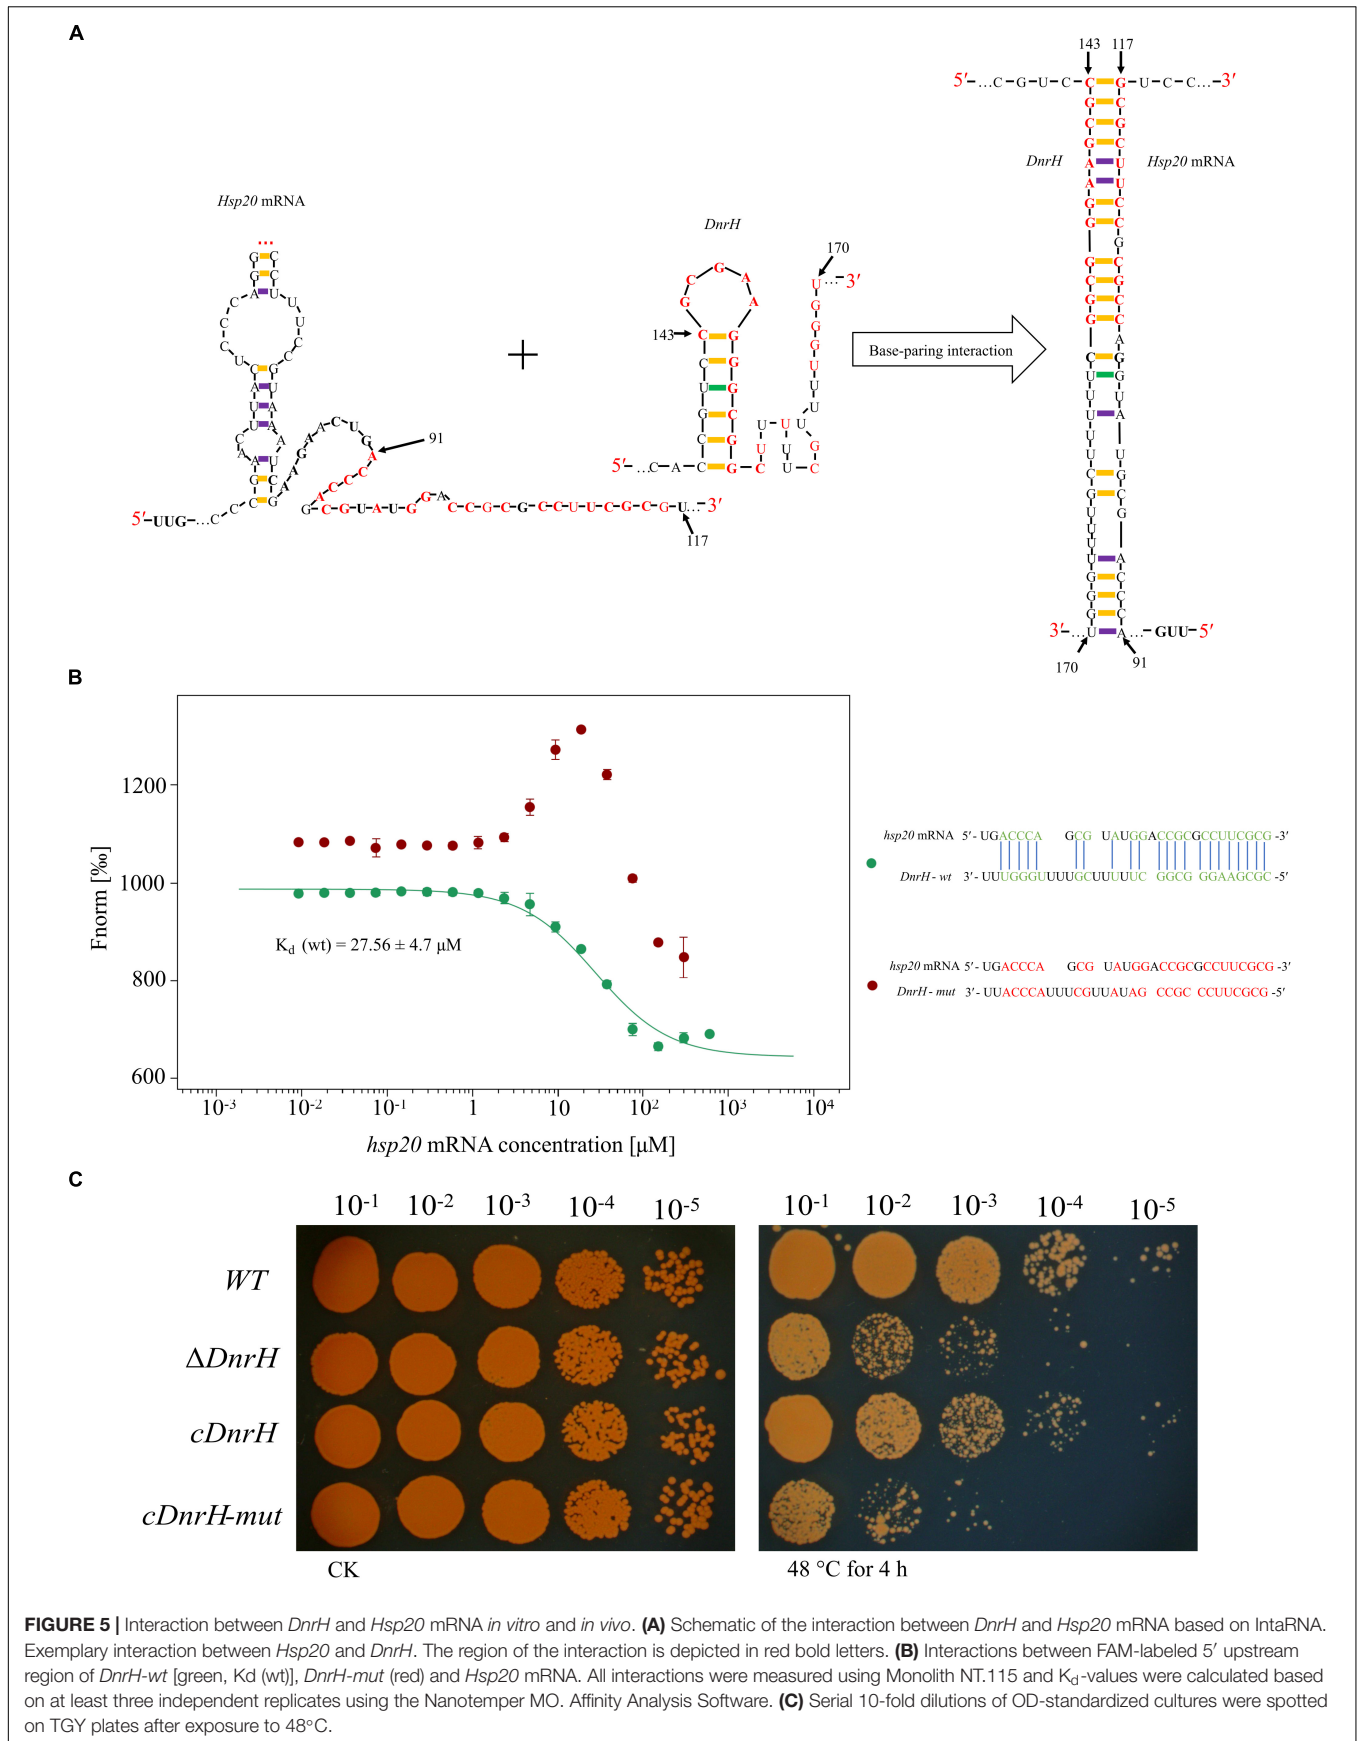 A
143 117
5′-...C-G-U-C-C G-U-C-C...-3′
G C
C G
G C
DnrH A U Hsp20 mRNA
A U
G C
G C
G
G C
C G
G C
G C
A
C G
U G
U U
U A
U
U U
C G
G C
U G
U
U
U A
G C
G C
G C
3′-...U A...-GUU-5′
170 91
Hsp20 mRNA
...
G C
G C
A U
5′-UUG-...C
91
G
A
C
C
C
A
G C G U A U G G A C C G C G C C U U C G C G U...-3′
117
+
DnrH
170
U...-3′
G
G
G
U
U
U
143
C G
C G
U G
G C
C G
5′-...C-A-C G-C
Base-paring interaction
B
Fnorm [‰]
1200
1000
800
600
Kd (wt) = 27.56 ± 4.7 μM
10-3 10-2 10-1 1 10 102 103 104
hsp20 mRNA concentration [μM]
hsp20 mRNA 5′- UGACCCA GCG UAUGGACCGCGCCUUCGCG -3′
DnrH - wt 3′- UUUGGGUUUUGCUUUUUC GGCG GGAAGCGC -5′
hsp20 mRNA 5′- UGACCCA GCG UAUGGACCGCGCCUUCGCG -3′
DnrH - mut 3′- UUACCCAUUUCGUUAUAG CCGC CCUUCGCG -5′
C
10-1 10-2 10-3 10-4 10-5 10-1 10-2 10-3 10-4 10-5
WT
ΔDnrH
cDnrH
cDnrH-mut
CK 48 °C for 4 h
FIGURE 5 | Interaction between DnrH and Hsp20 mRNA in vitro and in vivo. (A) Schematic of the interaction between DnrH and Hsp20 mRNA based on IntaRNA.
Exemplary interaction between Hsp20 and DnrH. The region of the interaction is depicted in red bold letters. (B) Interactions between FAM-labeled 5′ upstream
region of DnrH-wt [green, Kd (wt)], DnrH-mut (red) and Hsp20 mRNA. All interactions were measured using Monolith NT.115 and Kd-values were calculated based
on at least three independent replicates using the Nanotemper MO. Affinity Analysis Software. (C) Serial 10-fold dilutions of OD-standardized cultures were spotted
on TGY plates after exposure to 48°C.